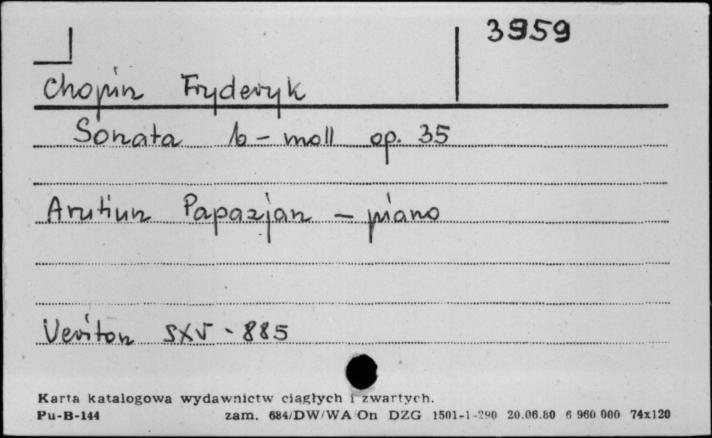 3959
Chopin Fryderyk
Sonata b-moll op. 35
Arutiun Papazjan - piano
Veriton SXV-885
Karta katalogowa wydawnictw ciągłych i zwartych.
Pu-B-144 zam. 684/DW/WA/On DZG 1501-1-290 20.06.80 6 960 000 74x120